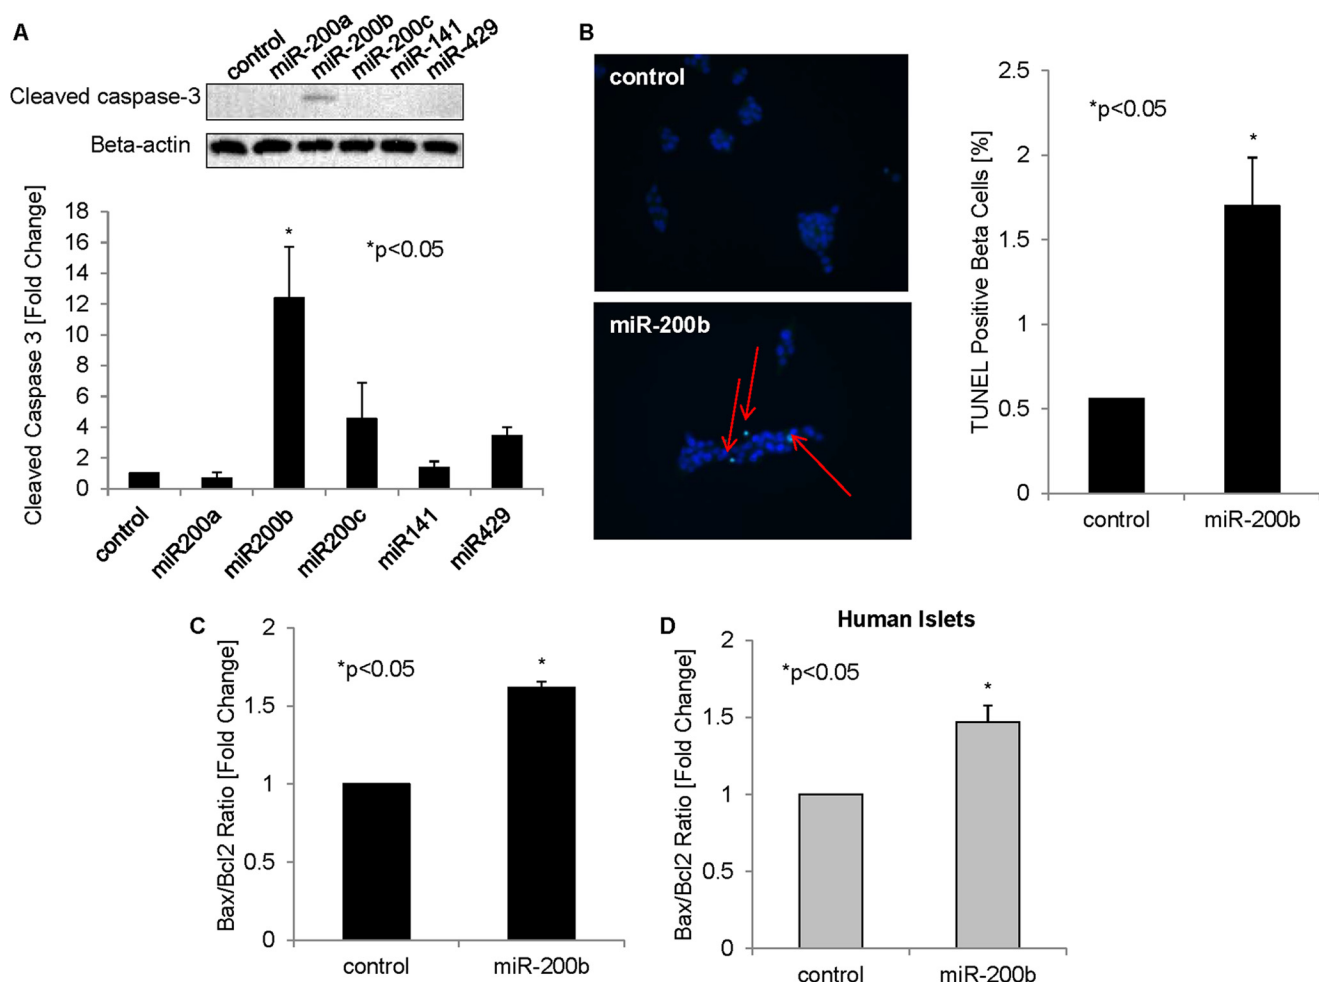 A
control
miR-200a
miR-200b
miR-200c
miR-141
miR-429
Cleaved caspase-3
Beta-actin
Cleaved Caspase 3 [Fold Change]
18
16
14
12
10
8
6
4
2
0
*
*p<0.05
control
miR200a
miR200b
miR200c
miR141
miR429
B
control
miR-200b
TUNEL Positive Beta Cells [%]
2.5
2
1.5
1
0.5
0
*p<0.05
*
control
miR-200b
C
Bax/Bcl2 Ratio [Fold Change]
2
1.5
1
0.5
0
*p<0.05
*
control
miR-200b
D
Human Islets
Bax/Bcl2 Ratio [Fold Change]
2
1.5
1
0.5
0
*p<0.05
*
control
miR-200b